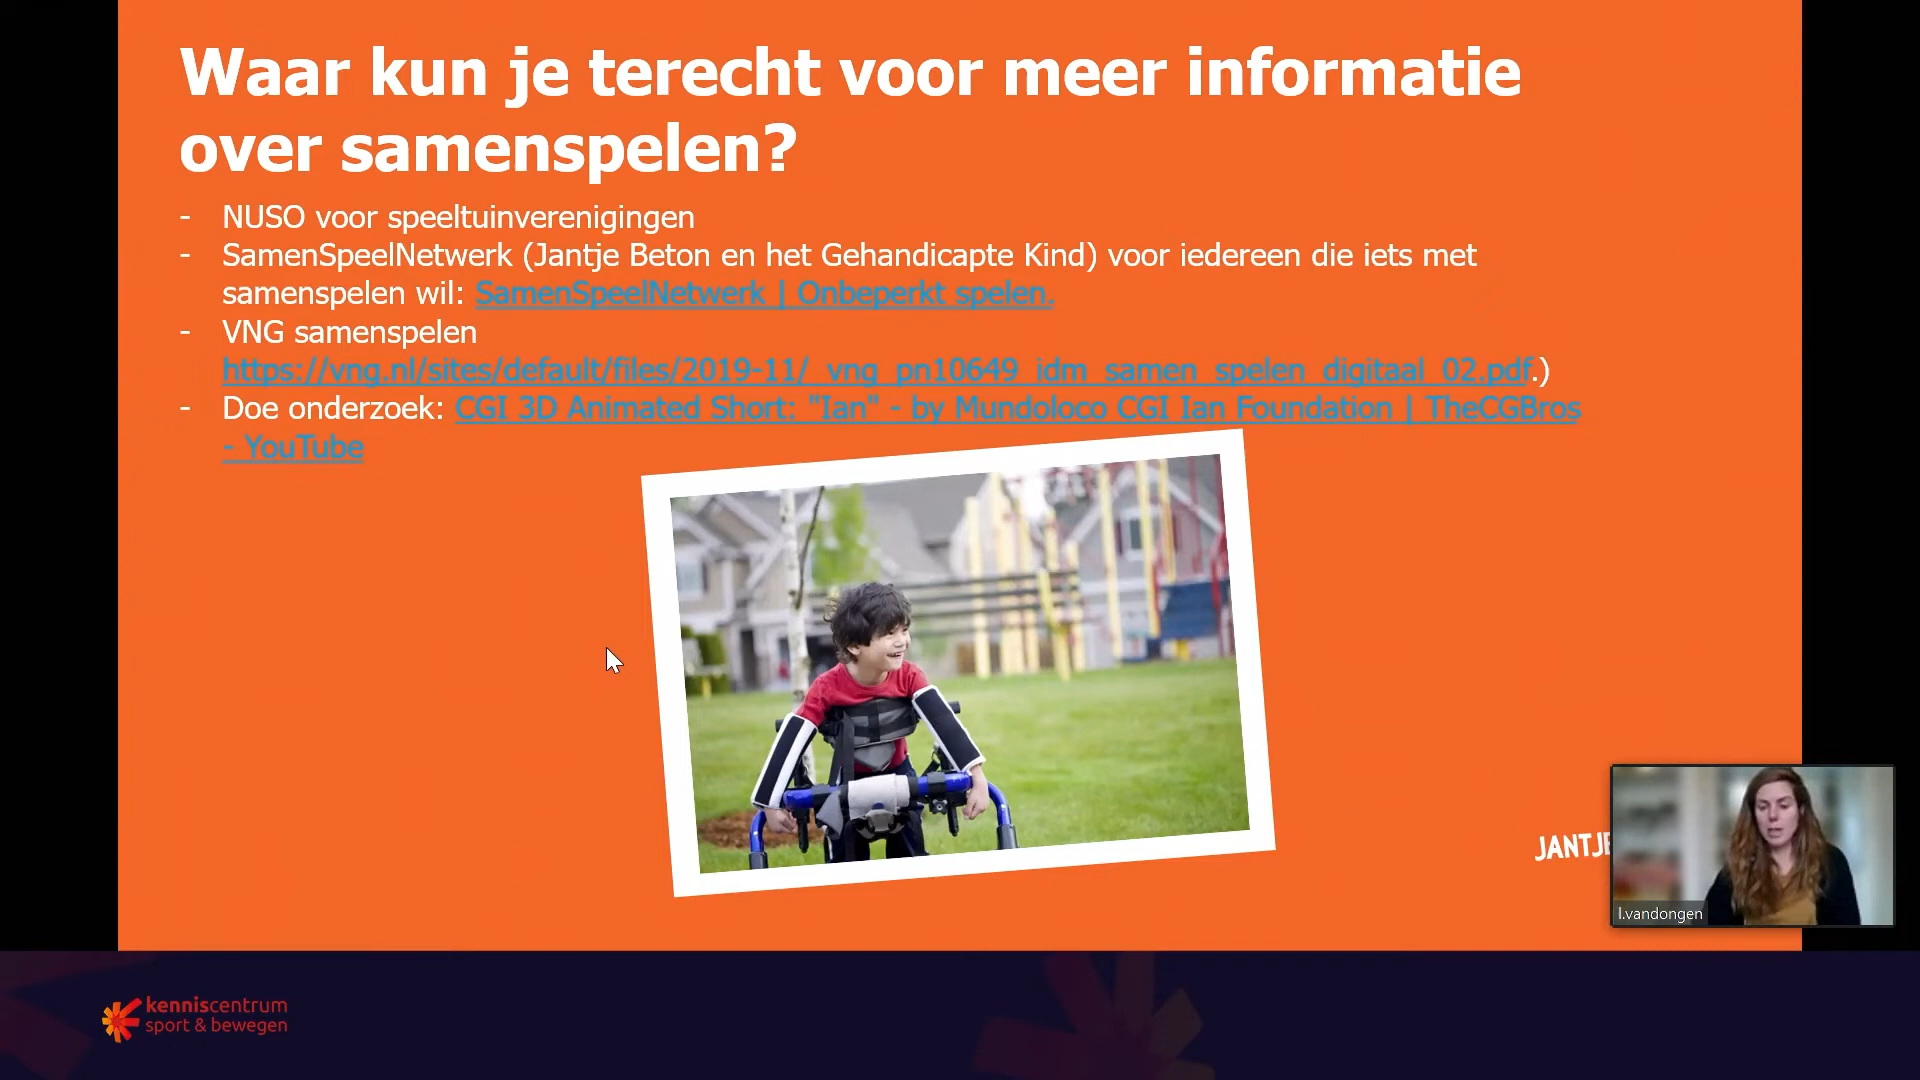 Waar kun je terecht voor meer informatie
over samenspelen?
- NUSO voor speeltuinverenigingen
- SamenSpeelNetwerk (Jantje Beton en het Gehandicapte Kind) voor iedereen die iets met
samenspelen wil: SamenSpeelNetwerk | Onbeperkt spelen.
- VNG samenspelen
https://vng.nl/sites/default/files/2019-11/_vng_pn10649_idm_samen_spelen_digitaal_02.pdf.)
- Doe onderzoek: CGI 3D Animated Short: "Ian" - by Mundoloco CGI Ian Foundation | TheCGBros
- YouTube
JANTJE
l.vandongen
kenniscentrum
sport & bewegen